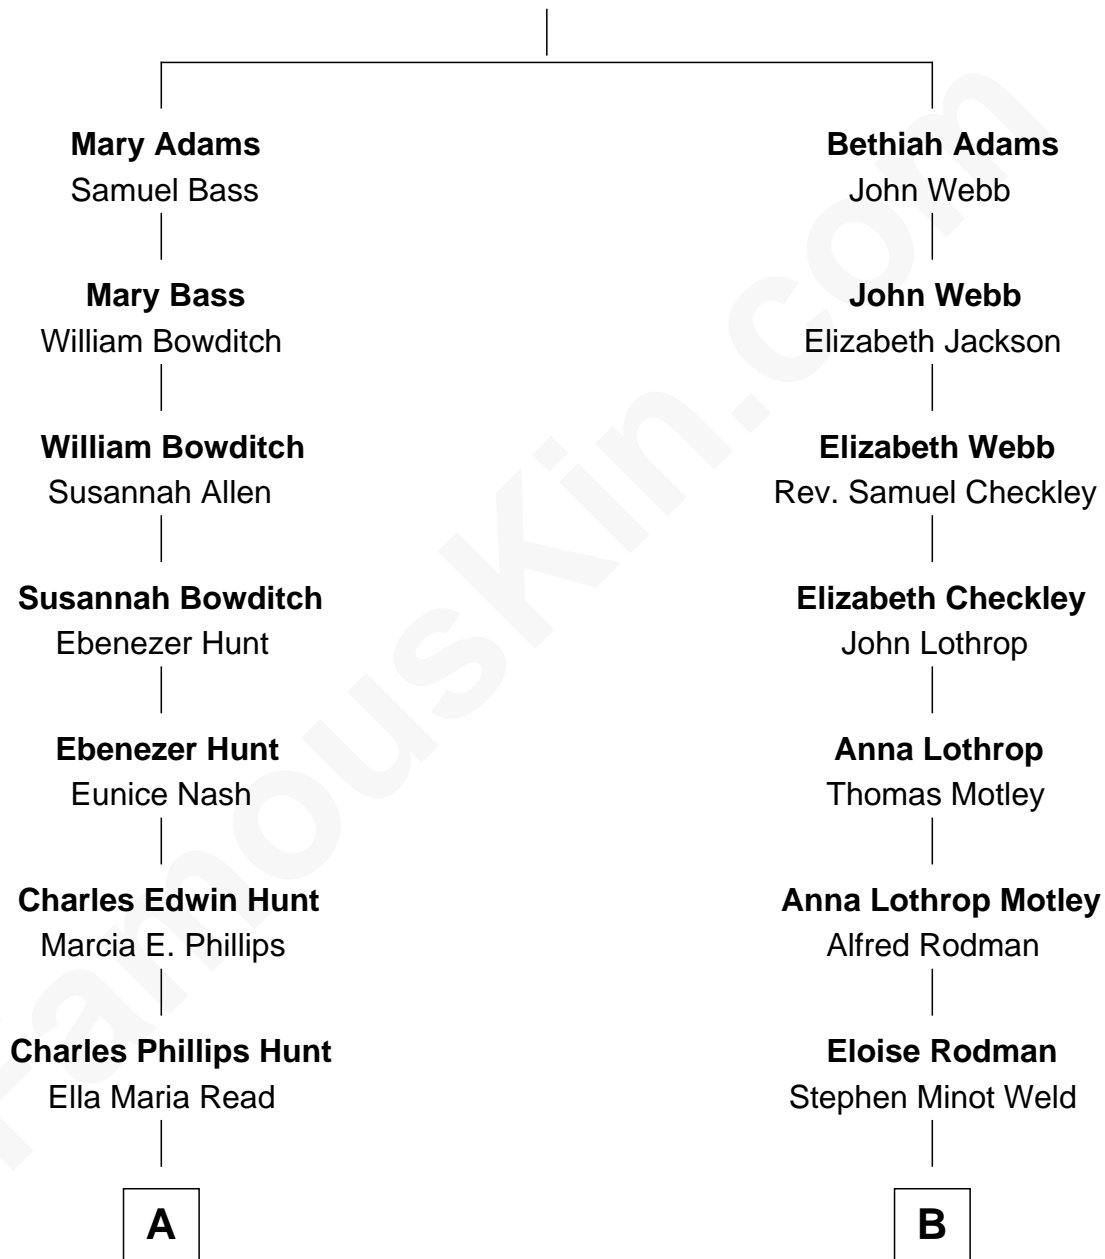 Mary Adams
Samuel Bass
Mary Bass
William Bowditch
William Bowditch
Susannah Allen
Susannah Bowditch
Ebenezer Hunt
Ebenezer Hunt
Eunice Nash
Charles Edwin Hunt
Marcia E. Phillips
Charles Phillips Hunt
Ella Maria Read
A
Bethiah Adams
John Webb
John Webb
Elizabeth Jackson
Elizabeth Webb
Rev. Samuel Checkley
Elizabeth Checkley
John Lothrop
Anna Lothrop
Thomas Motley
Anna Lothrop Motley
Alfred Rodman
Eloise Rodman
Stephen Minot Weld
B
FamousKin.com